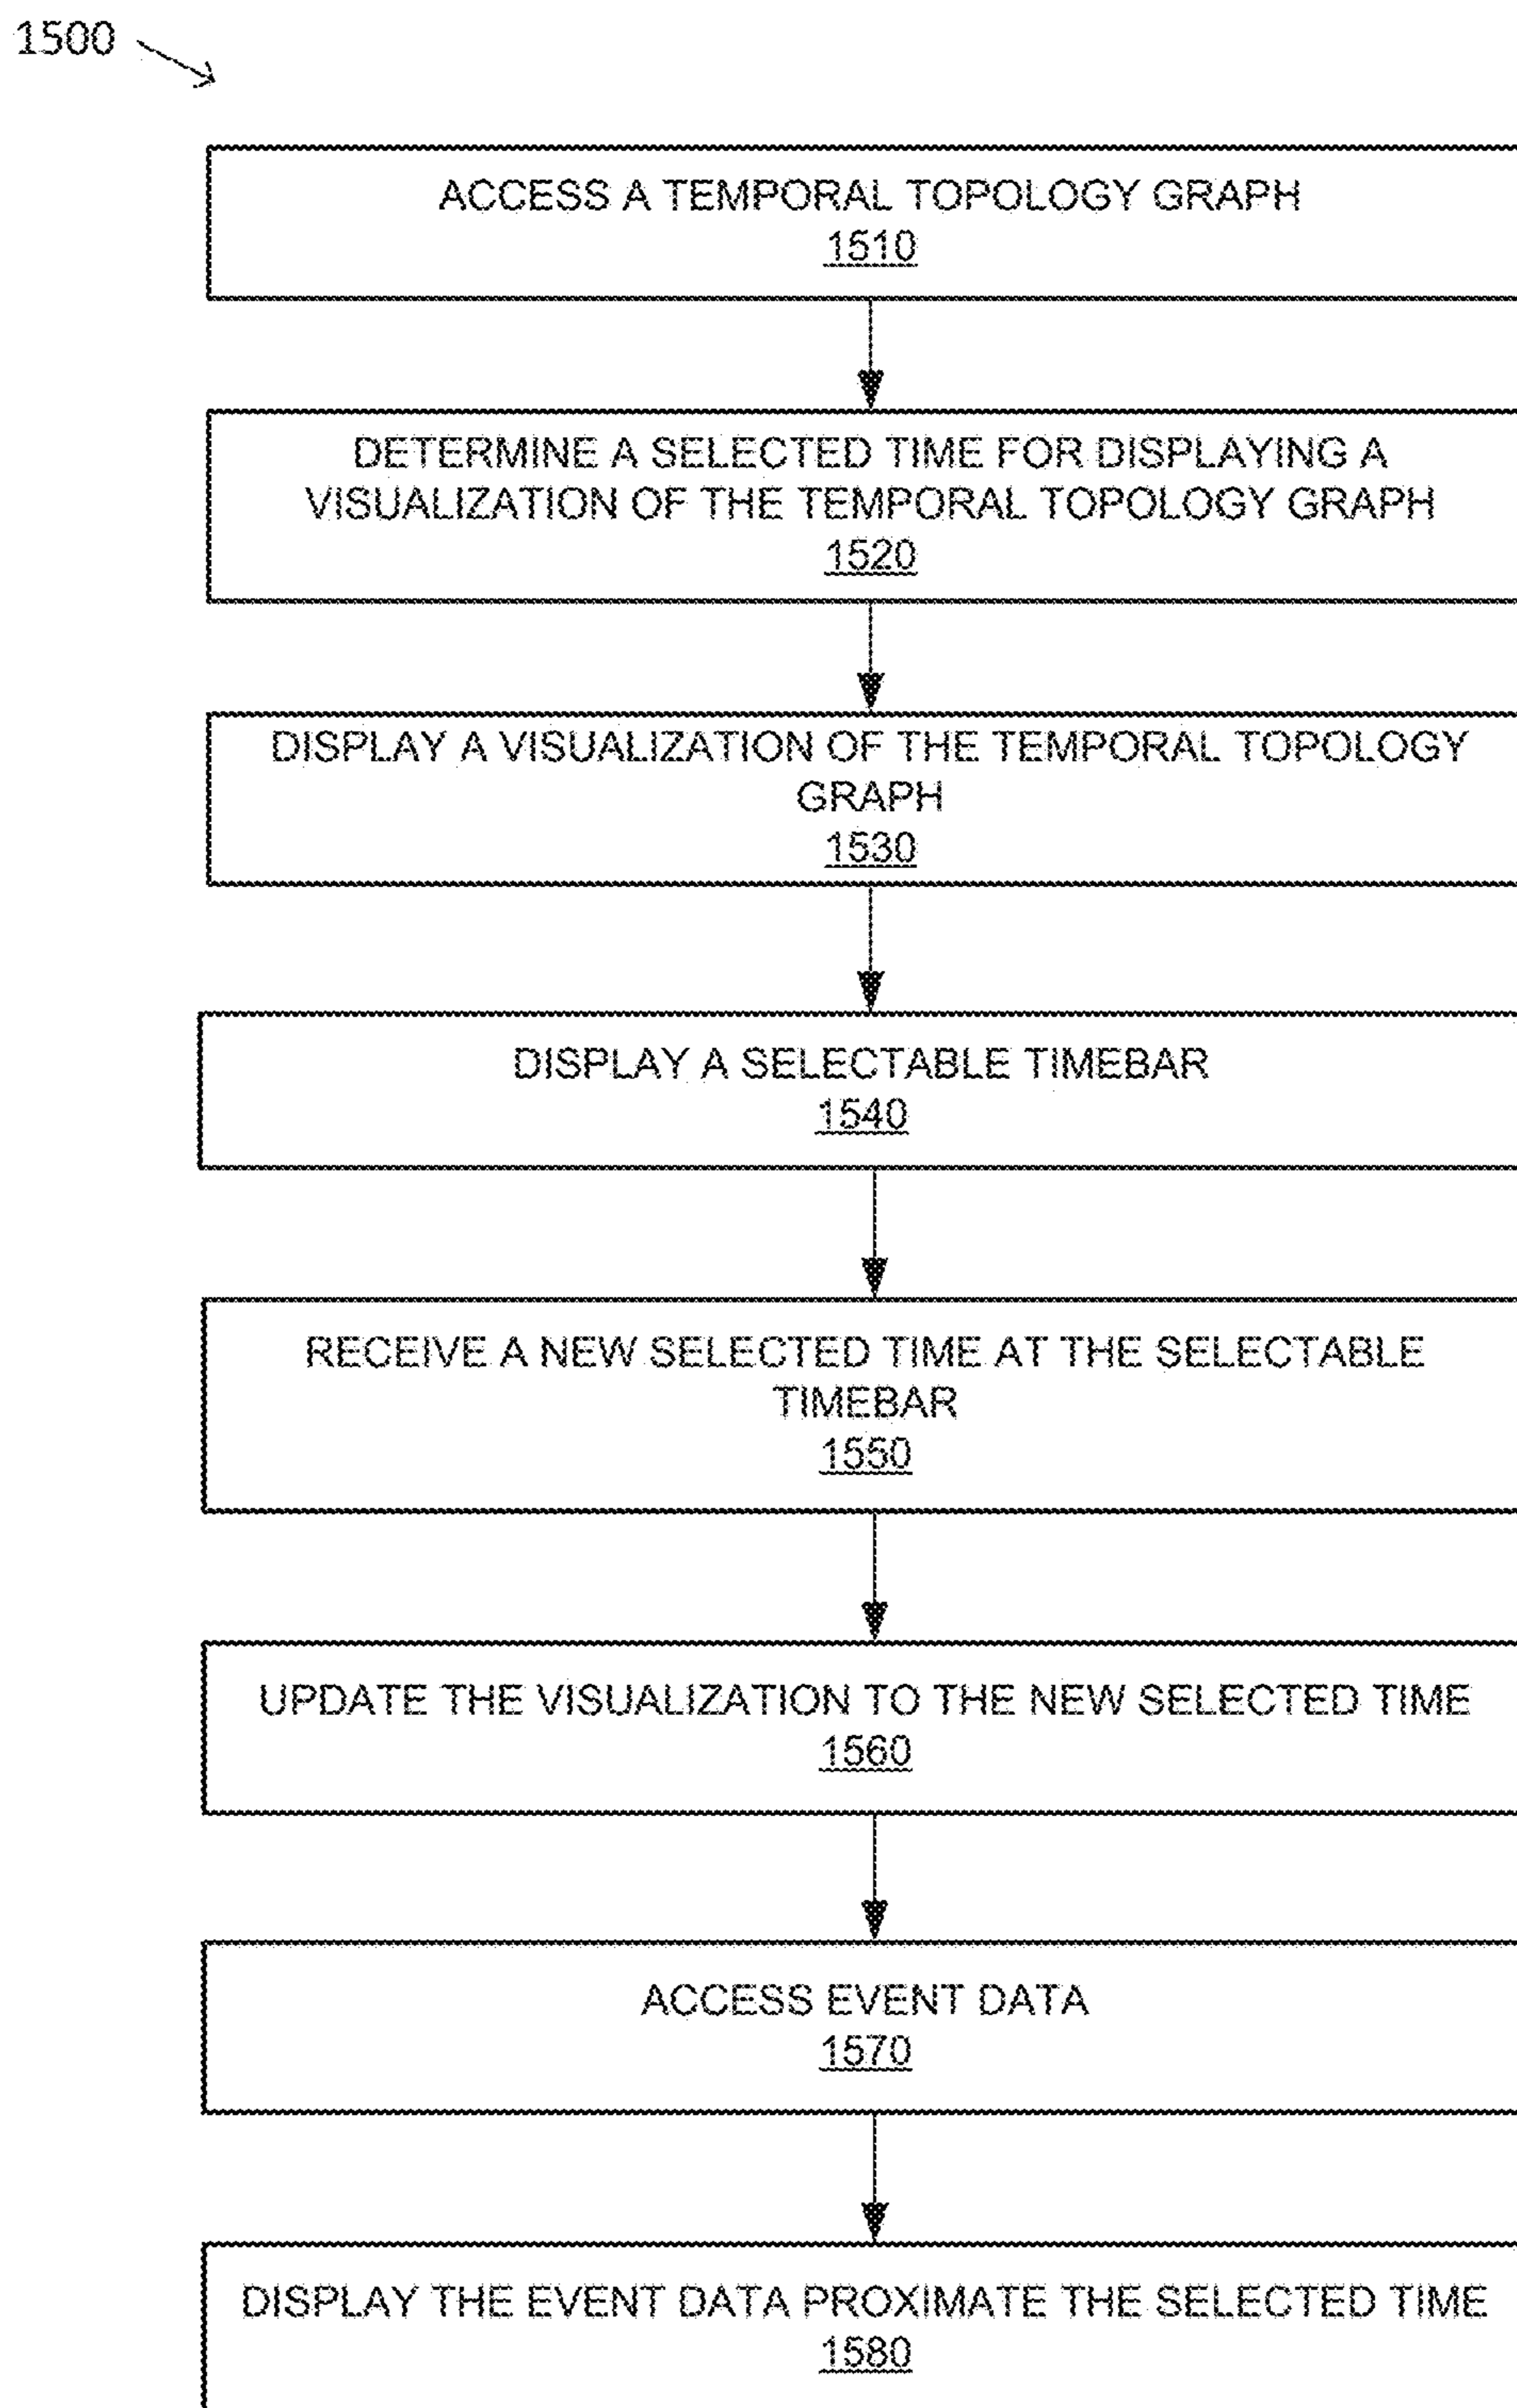 1500
ACCESS A TEMPORAL TOPOLOGY GRAPH
1510
DETERMINE A SELECTED TIME FOR DISPLAYING A
VISUALIZATION OF THE TEMPORAL TOPOLOGY GRAPH
1520
DISPLAY A VISUALIZATION OF THE TEMPORAL TOPOLOGY
GRAPH
1530
DISPLAY A SELECTABLE TIMEBAR
1540
RECEIVE A NEW SELECTED TIME AT THE SELECTABLE
TIMEBAR
1550
UPDATE THE VISUALIZATION TO THE NEW SELECTED TIME
1560
ACCESS EVENT DATA
1570
DISPLAY THE EVENT DATA PROXIMATE THE SELECTED TIME
1580